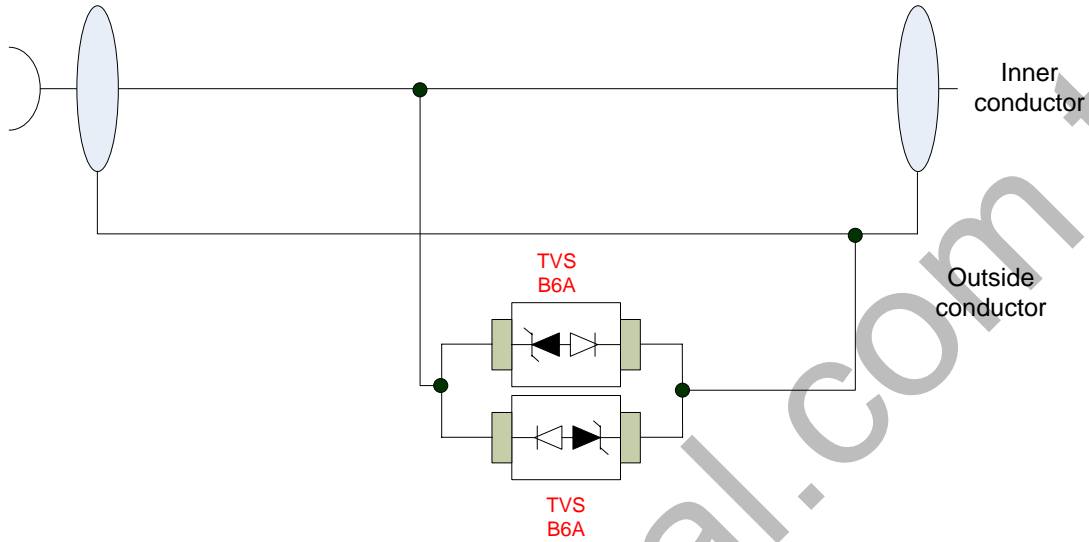 Inner
conductor
TVS
B6A
Outside
conductor
TVS
B6A